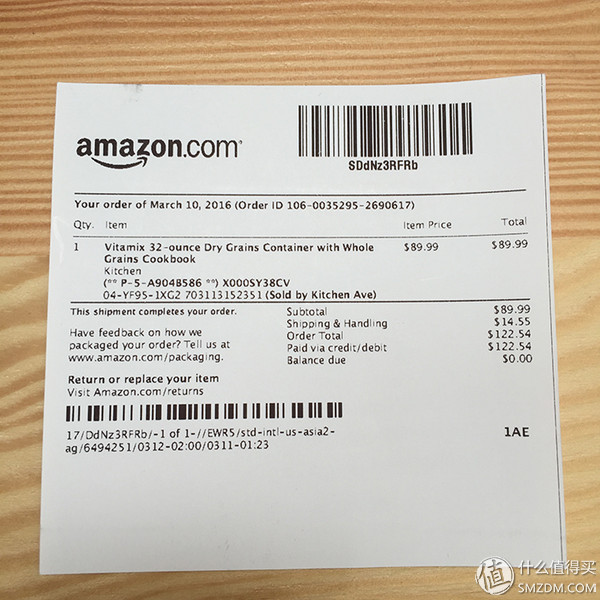 amazon.com
SDdNz3RFRb
Your order of March 10, 2016 (Order ID 106-0035295-2690617)
Qty. Item Item Price Total
1 Vitamix 32-ounce Dry Grains Container with Whole $89.99 $89.99
Grains Cookbook
Kitchen
(** P-5-A904B586 **) X000SY38CV
04-YF95-1XG2 703113152351 (Sold by Kitchen Ave)
This shipment completes your order.
Have feedback on how we
packaged your order? Tell us at
www.amazon.com/packaging.
Return or replace your item
Visit Amazon.com/returns
Subtotal $89.99
Shipping & Handling $14.55
Order Total $122.54
Paid via credit/debit $122.54
Balance due $0.00
17/DdNz3RFRb/-1 of 1-//EWR5/std-intl-us-asia2-
ag/6494251/0312-02:00/0311-01:23
1AE
值 什么值得买
SMZDM.COM